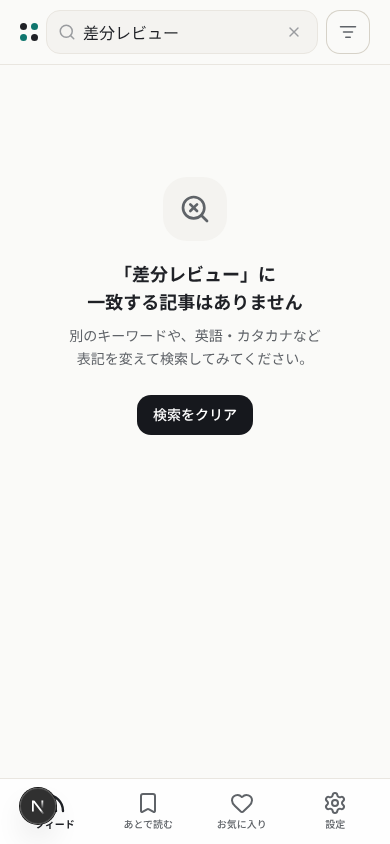 差分レビュー
「差分レビュー」に
一致する記事はありません
別のキーワードや、英語・カタカナなど
表記を変えて検索してみてください。
検索をクリア
N
ィード
あとで読む
お気に入り
設定